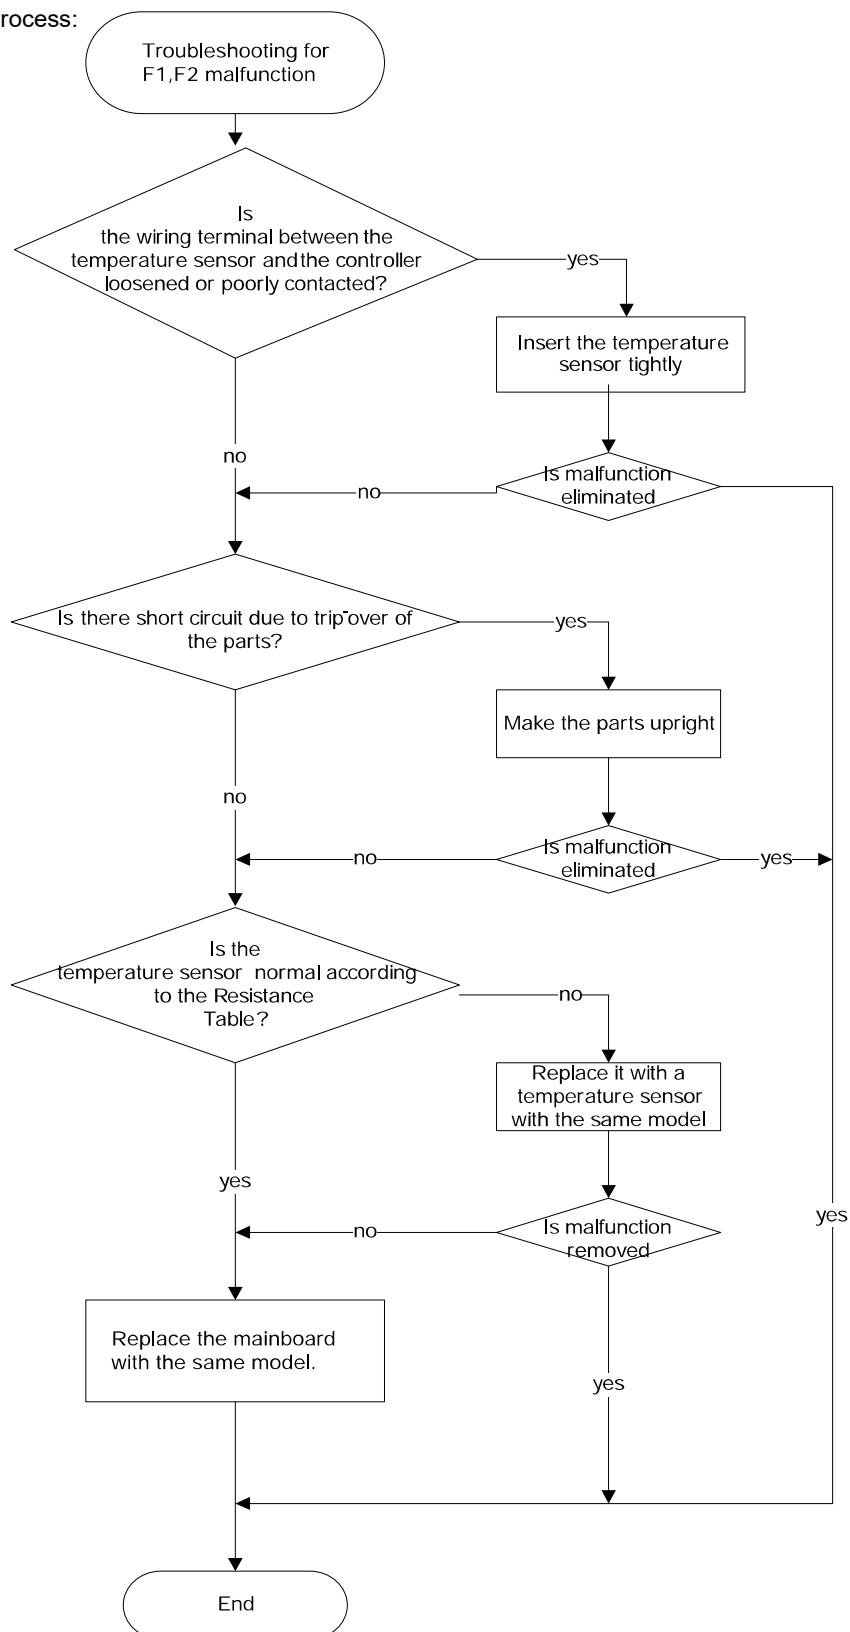 rocess:
Troubleshooting for
F1,F2 malfunction
Is
the wiring terminal between the
temperature sensor and the controller
loosened or poorly contacted?
yes
Insert the temperature
sensor tightly
no
Is malfunction
eliminated
no
Is there short circuit due to trip-over of
the parts?
yes
Make the parts upright
no
Is malfunction
eliminated
no
yes
Is the
temperature sensor normal according
to the Resistance
Table?
no
Replace it with a
temperature sensor
with the same model
yes
yes
Is malfunction
removed
no
Replace the mainboard
with the same model.
yes
End